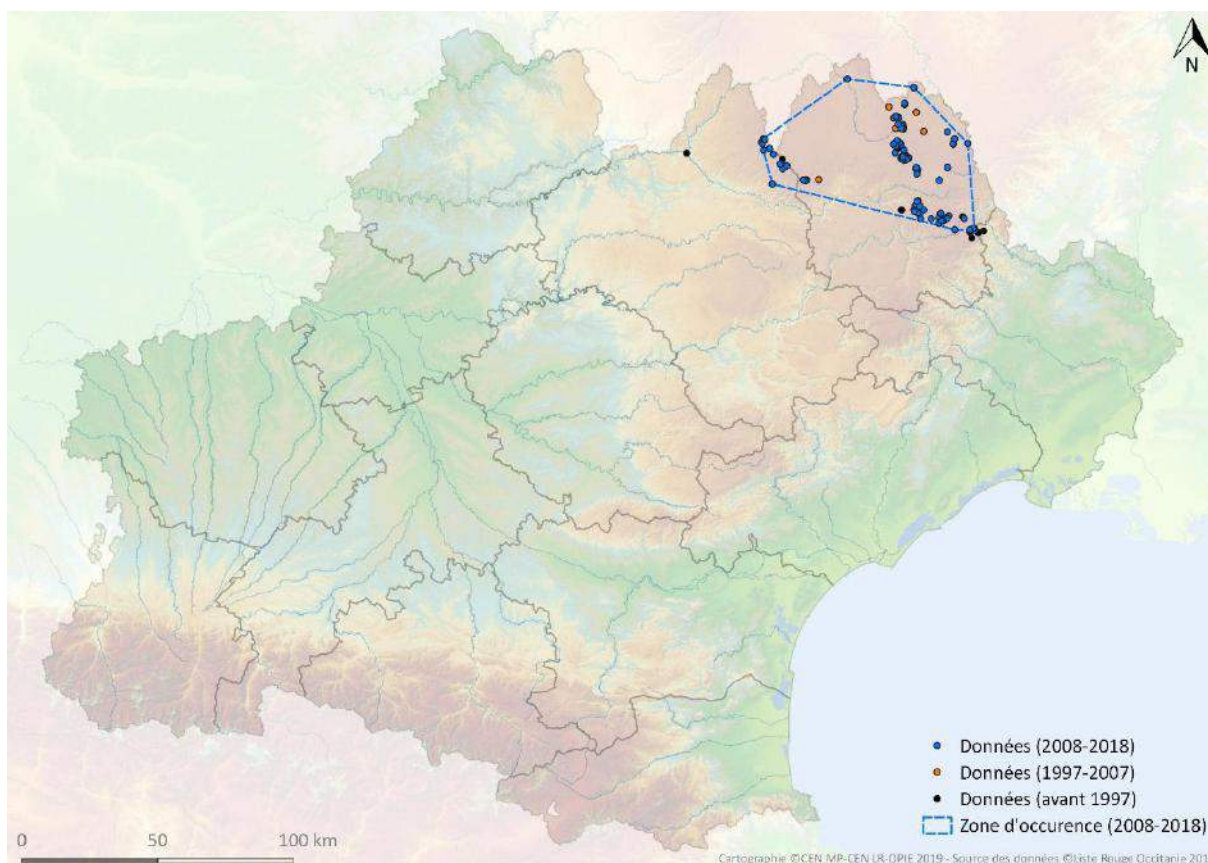 N
Données (2008-2018)
Données (1997-2007)
Données (avant 1997)
Zone d'occurence (2008-2018)
0 50 100 km
Cartographie ©CEN MP-CEN LR-OPIE 2019 - Source des données ©Liste Rouge Occitanie 201